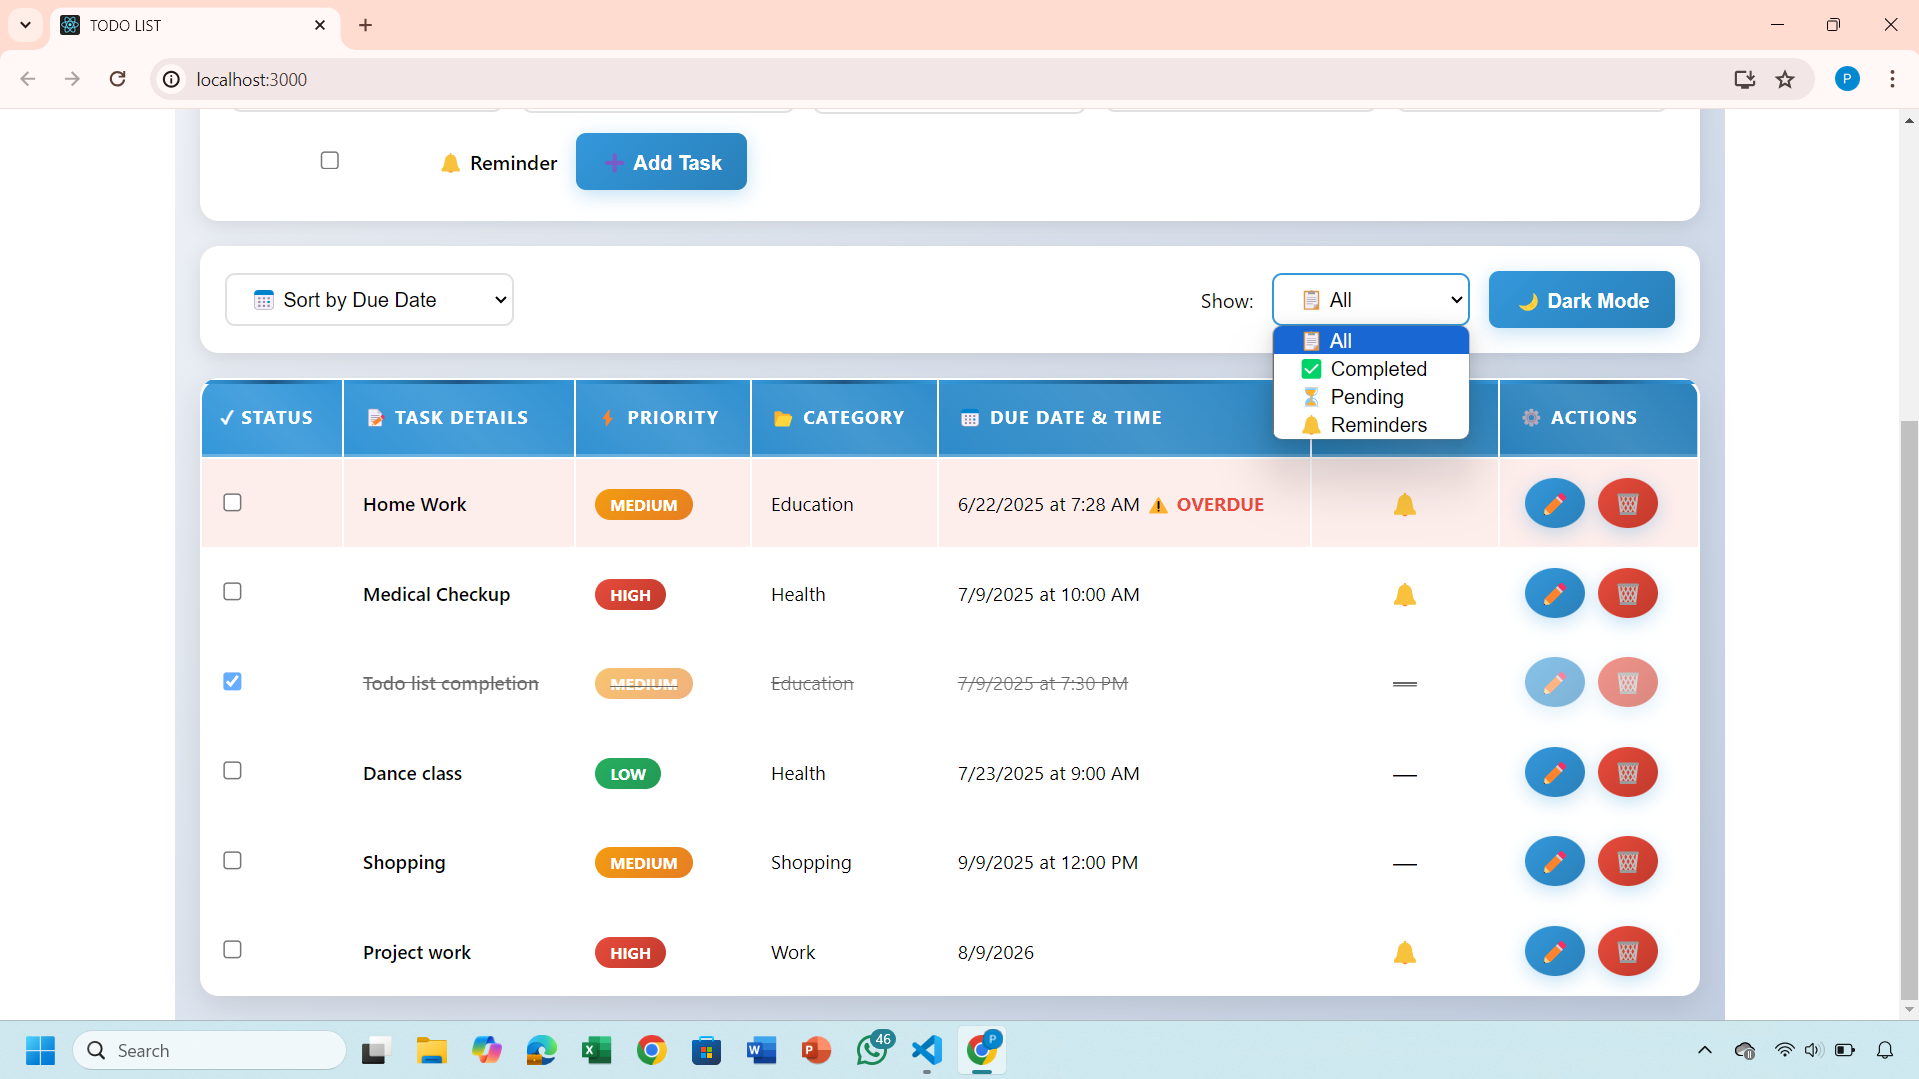 TODO LIST
localhost:3000
P
🔔 Reminder
➕ Add Task
📅 Sort by Due Date
Show:
📋 All
🌙 Dark Mode
📋 All
✅ Completed
⏳ Pending
🔔 Reminders
✓ STATUS
📝 TASK DETAILS
⚡ PRIORITY
📂 CATEGORY
📅 DUE DATE & TIME
⚙️ ACTIONS
Home Work MEDIUM Education 6/22/2025 at 7:28 AM ⚠️ OVERDUE 🔔
Medical Checkup HIGH Health 7/9/2025 at 10:00 AM 🔔
Todo list completion MEDIUM Education 7/9/2025 at 7:30 PM —
Dance class LOW Health 7/23/2025 at 9:00 AM —
Shopping MEDIUM Shopping 9/9/2025 at 12:00 PM —
Project work HIGH Work 8/9/2026 🔔
Search
46
P